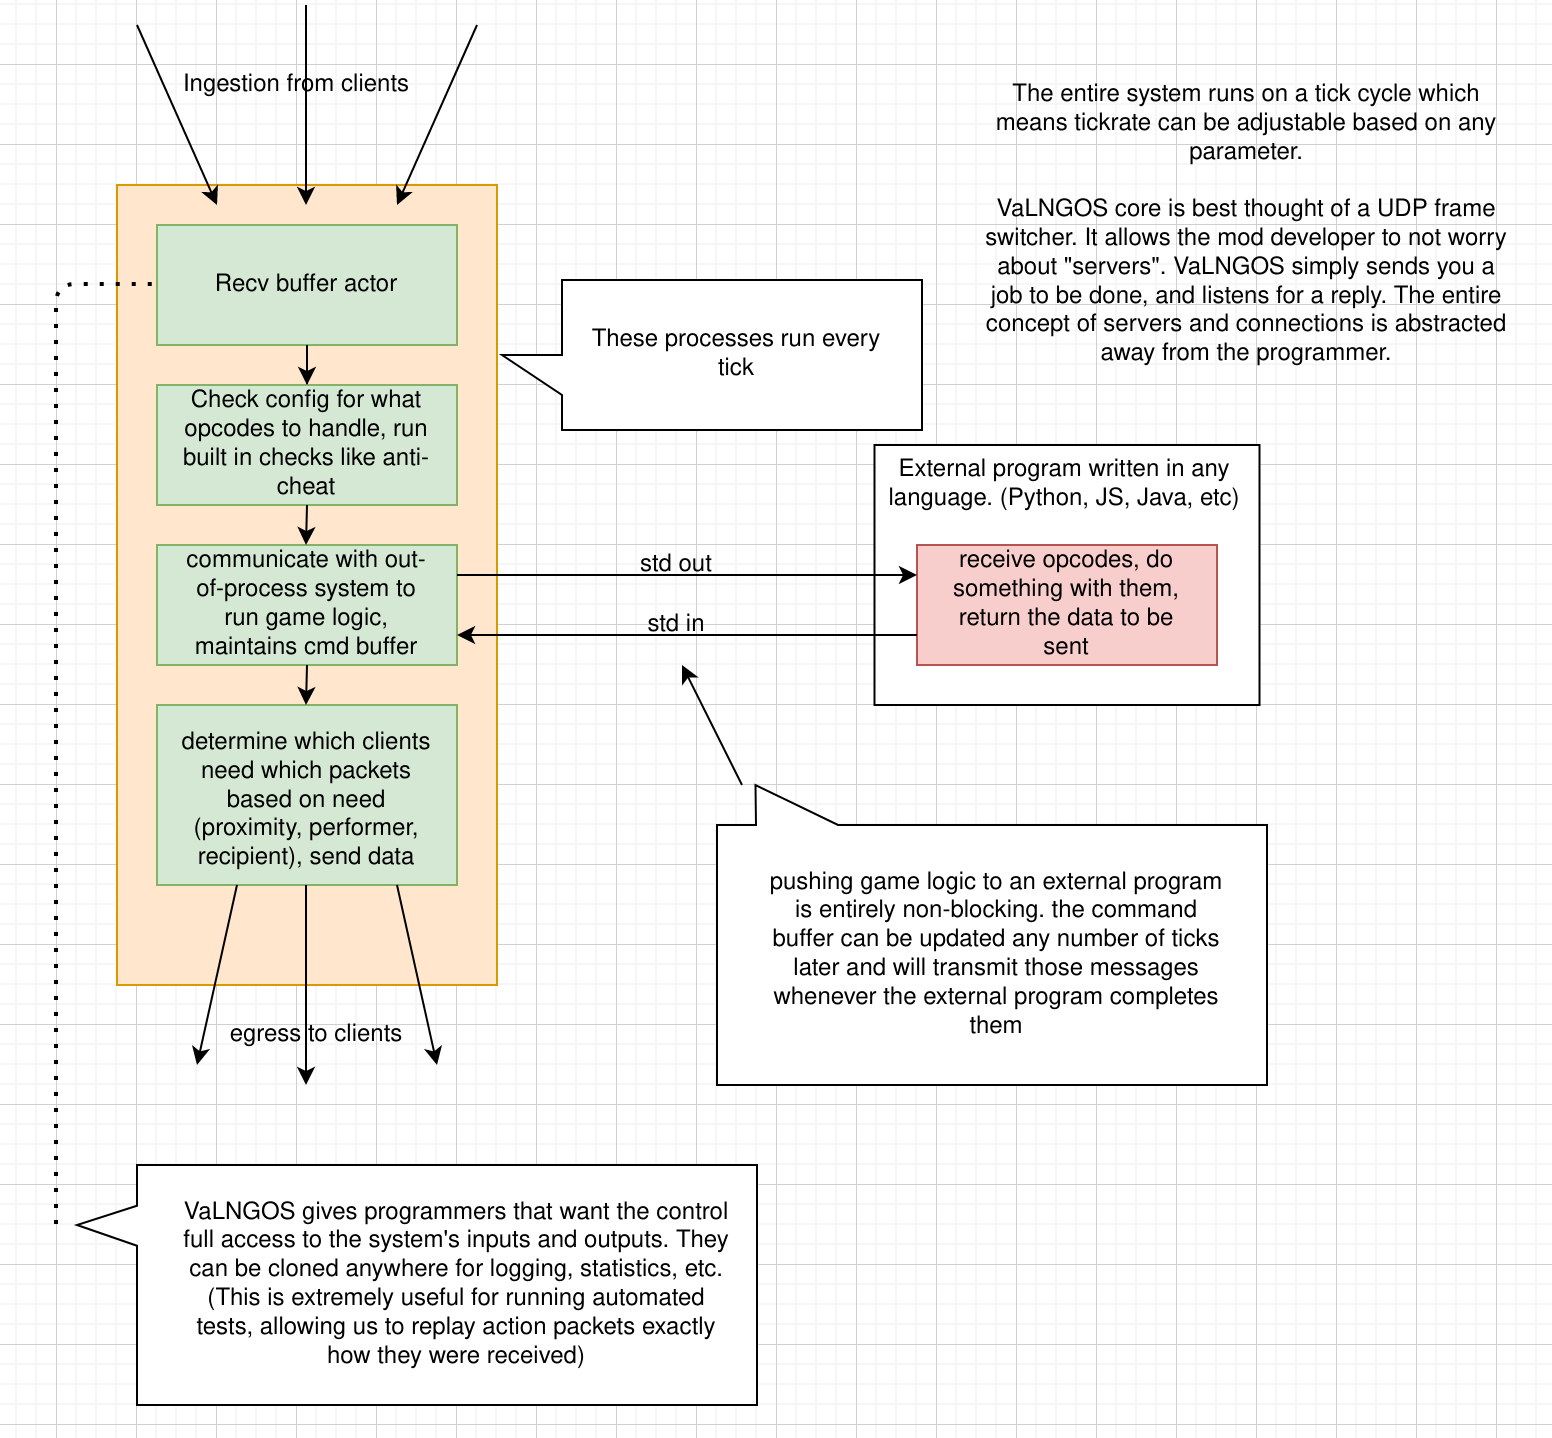 Ingestion from clients
The entire system runs on a tick cycle which
means tickrate can be adjustable based on any
parameter.
VaLNGOS core is best thought of a UDP frame
switcher. It allows the mod developer to not worry
about "servers". VaLNGOS simply sends you a
job to be done, and listens for a reply. The entire
concept of servers and connections is abstracted
away from the programmer.
Recv buffer actor
These processes run every
tick
Check config for what
opcodes to handle, run
built in checks like anti-
cheat
External program written in any
language. (Python, JS, Java, etc)
communicate with out-
of-process system to
run game logic,
maintains cmd buffer
std out
std in
receive opcodes, do
something with them,
return the data to be
sent
determine which clients
need which packets
based on need
(proximity, performer,
recipient), send data
pushing game logic to an external program
is entirely non-blocking. the command
buffer can be updated any number of ticks
later and will transmit those messages
whenever the external program completes
them
egress to clients
VaLNGOS gives programmers that want the control
full access to the system's inputs and outputs. They
can be cloned anywhere for logging, statistics, etc.
(This is extremely useful for running automated
tests, allowing us to replay action packets exactly
how they were received)